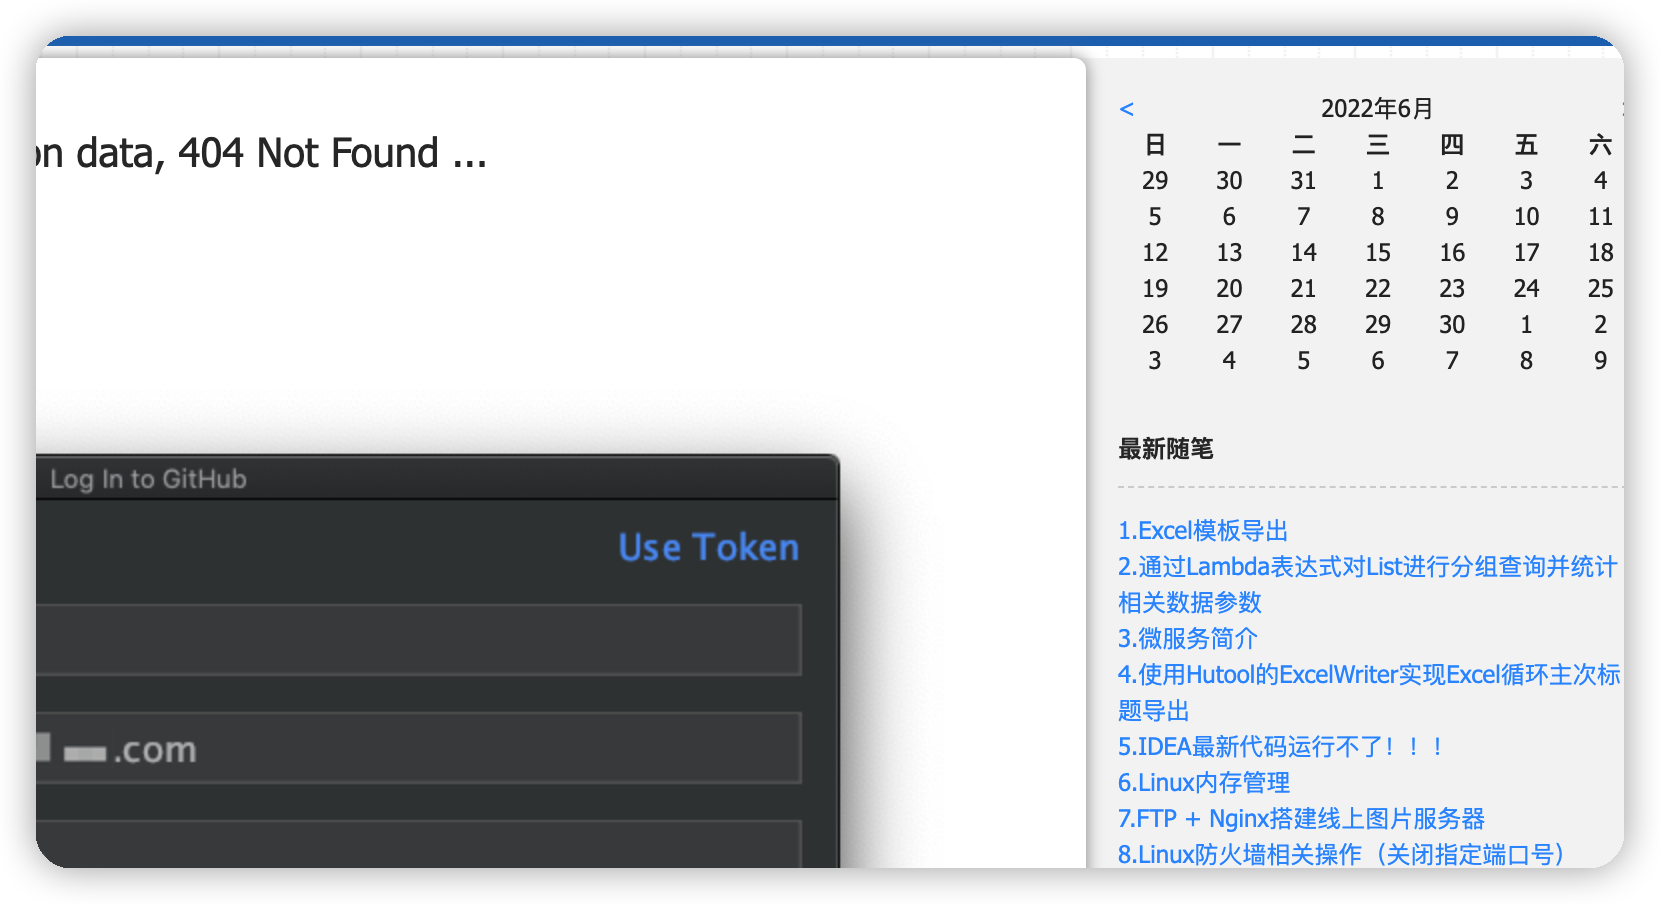 on data, 404 Not Found ...
Log In to GitHub
Use Token
.com
< 2022年6月
日 一 二 三 四 五 六
29 30 31 1 2 3 4
5 6 7 8 9 10 11
12 13 14 15 16 17 18
19 20 21 22 23 24 25
26 27 28 29 30 1 2
3 4 5 6 7 8 9
最新随笔
1.Excel模板导出
2.通过Lambda表达式对List进行分组查询并统计
相关数据参数
3.微服务简介
4.使用Hutool的ExcelWriter实现Excel循环主次标
题导出
5.IDEA最新代码运行不了！！！
6.Linux内存管理
7.FTP + Nginx搭建线上图片服务器
8.Linux防火墙相关操作（关闭指定端口号）